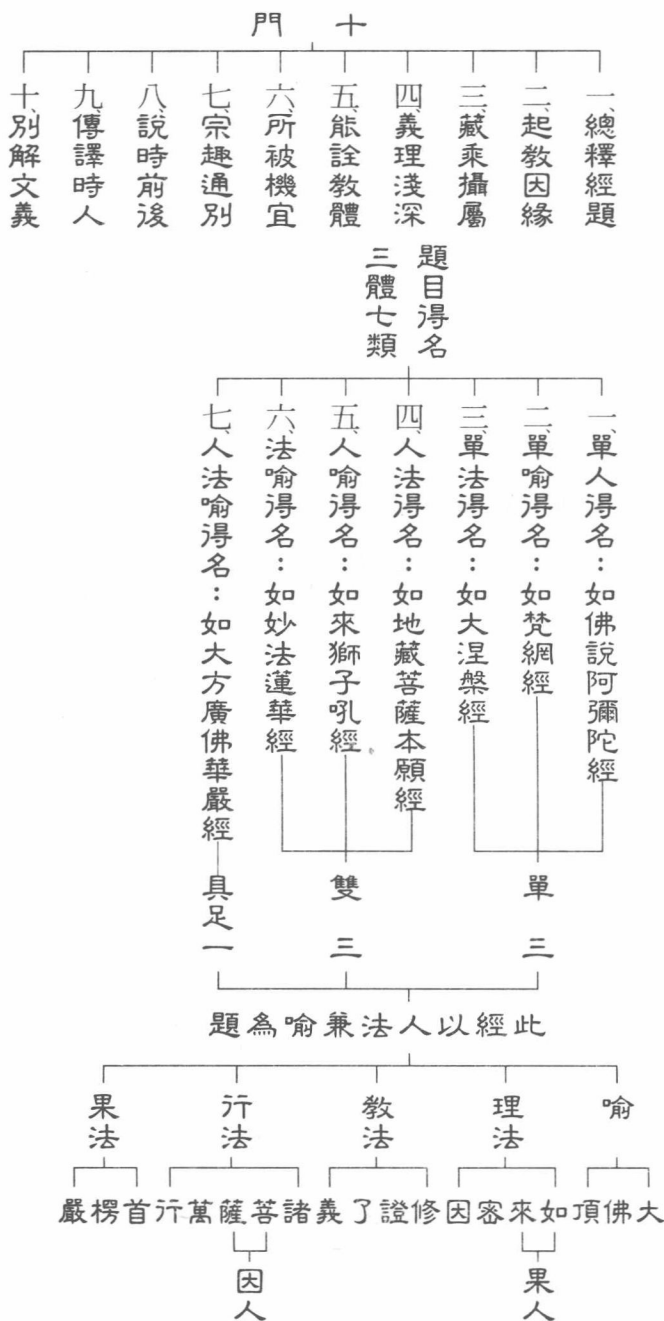 十門
一、總釋經題
二、起教因緣
三、藏乘攝屬
四、義理淺深
五、能詮教體
六、所被機宜
七、宗趣通別
八、說時前後
九、傳譯時人
十、別解文義
題目得名
三體七類
一、單人得名：如佛說阿彌陀經
二、單喻得名：如梵網經
三、單法得名：如大涅槃經
四、人法得名：如地藏菩薩本願經
五、人喻得名：如來獅子吼經
六、法喻得名：如妙法蓮華經
七、人法喻得名：如大方廣佛華嚴經
單三
雙三
具足一
此經以人法兼喻為題
喻
理法
教法
行法
果法
大佛頂如來密因修證了義諸菩薩萬行首楞嚴
果人
因人